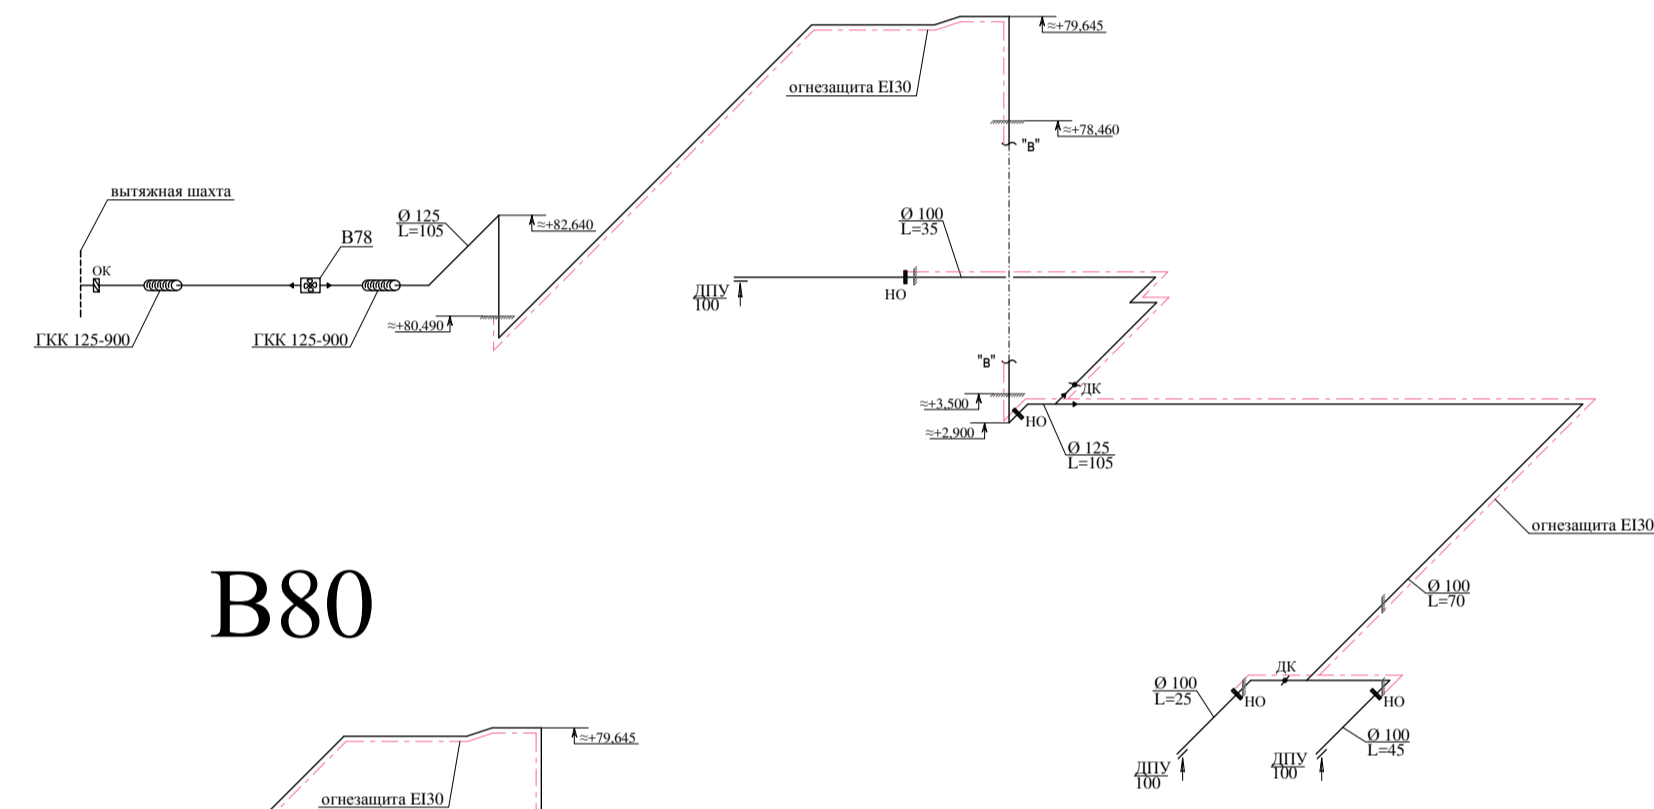 ≈+79,645
огнезащита EI30
≈+78,460
"В"
вытяжная шахта
Ø 125
L=105
≈+82,640
В78
Ø 100
L=35
ОК
ДПУ
100
НО
ГКК 125-900
ГКК 125-900
≈+80,490
"В"
ДК
≈+3,500
НО
≈+2,900
Ø 125
L=105
огнезащита EI30
В80
Ø 100
L=70
ДК
Ø 100
L=25
НО
НО
≈+79,645
Ø 100
L=45
ДПУ
100
ДПУ
100
огнезащита EI30